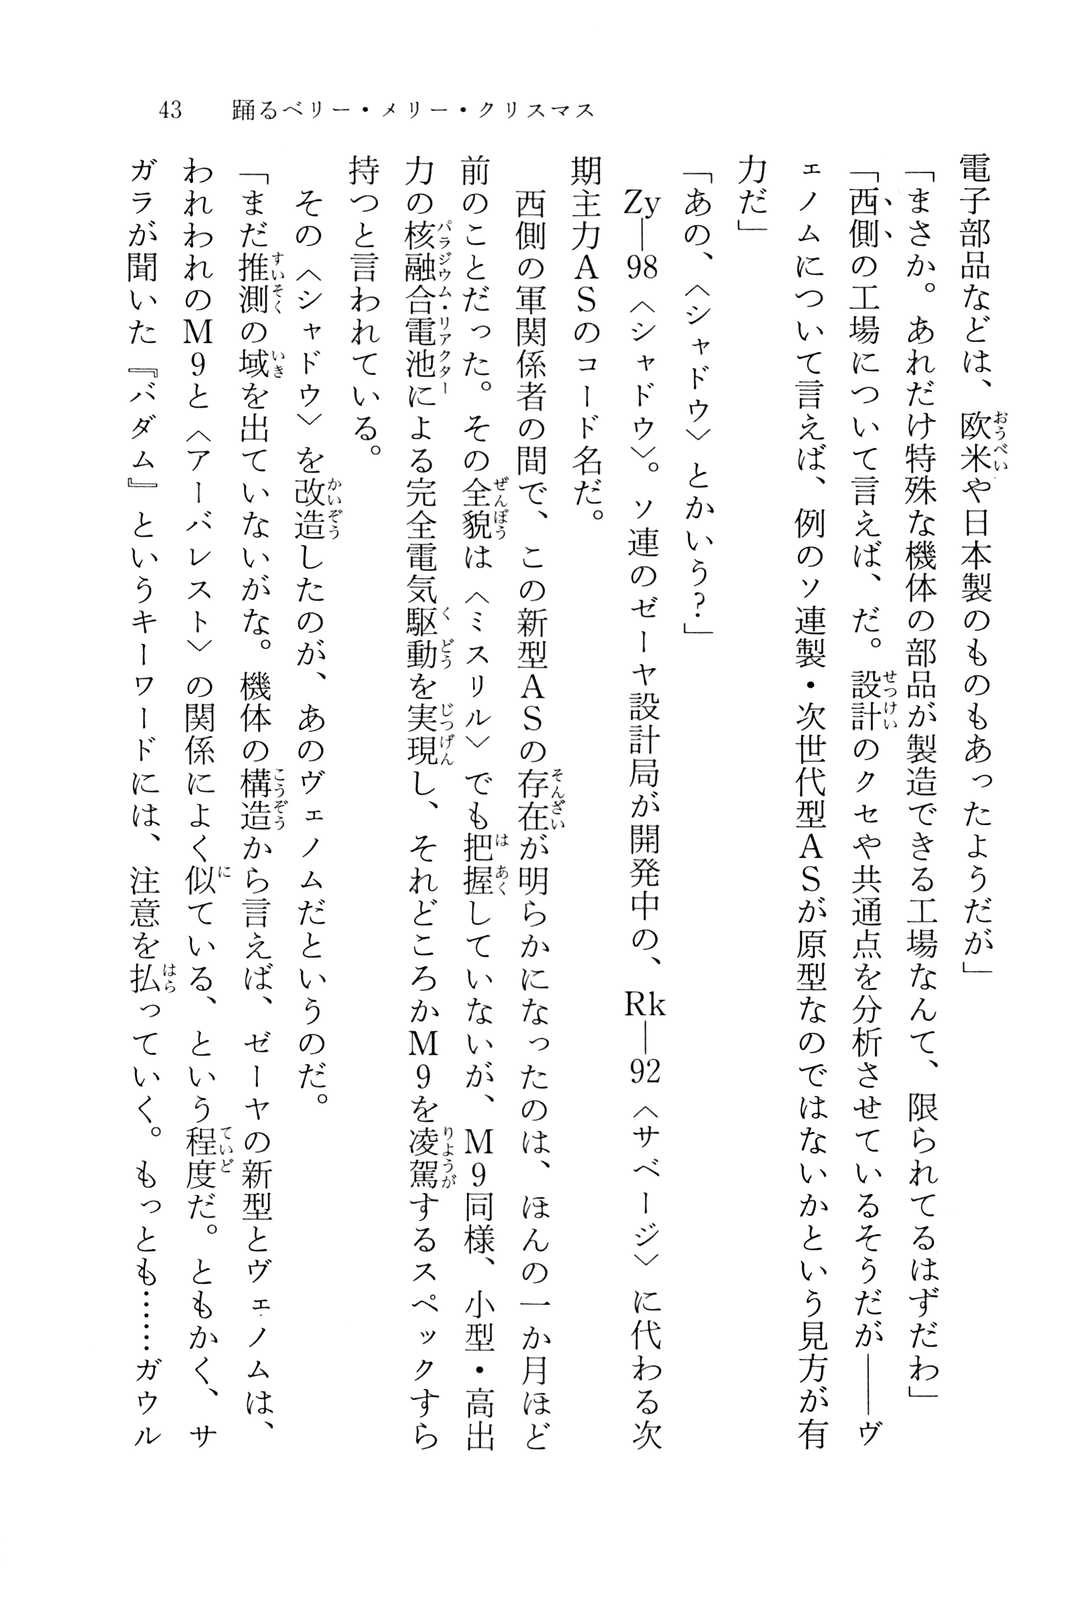 43　踊るベリー・メリー・クリスマス
電子部品などは、欧米や日本製のものもあったようだが」
「まさか。あれだけ特殊な機体の部品が製造できる工場なんて、限られてるはずだわ」
「西側の工場について言えば、だ。設計のクセや共通点を分析させているそうだが――ヴ
ェノムについて言えば、例のソ連製・次世代型ＡＳが原型なのではないかという見方が有
力だ」
「あの、〈シャドウ〉とかいう？」
Zy―98〈シャドウ〉。ソ連のゼーヤ設計局が開発中の、Rk―92〈サベージ〉に代わる次
期主力ＡＳのコード名だ。
　西側の軍関係者の間で、この新型ＡＳの存在が明らかになったのは、ほんの一か月ほど
前のことだった。その全貌は〈ミスリル〉でも把握していないが、Ｍ９同様、小型・高出
力の核融合電池による完全電気駆動を実現し、それどころかＭ９を凌駕するスペックすら
持つと言われている。
　その〈シャドウ〉を改造したのが、あのヴェノムだというのだ。
「まだ推測の域を出ていないがな。機体の構造から言えば、ゼーヤの新型とヴェノムは、
われわれのＭ９と〈アーバレスト〉の関係によく似ている、という程度だ。ともかく、サ
ガラが聞いた『バダム』というキーワードには、注意を払っていく。もっとも……ガウル